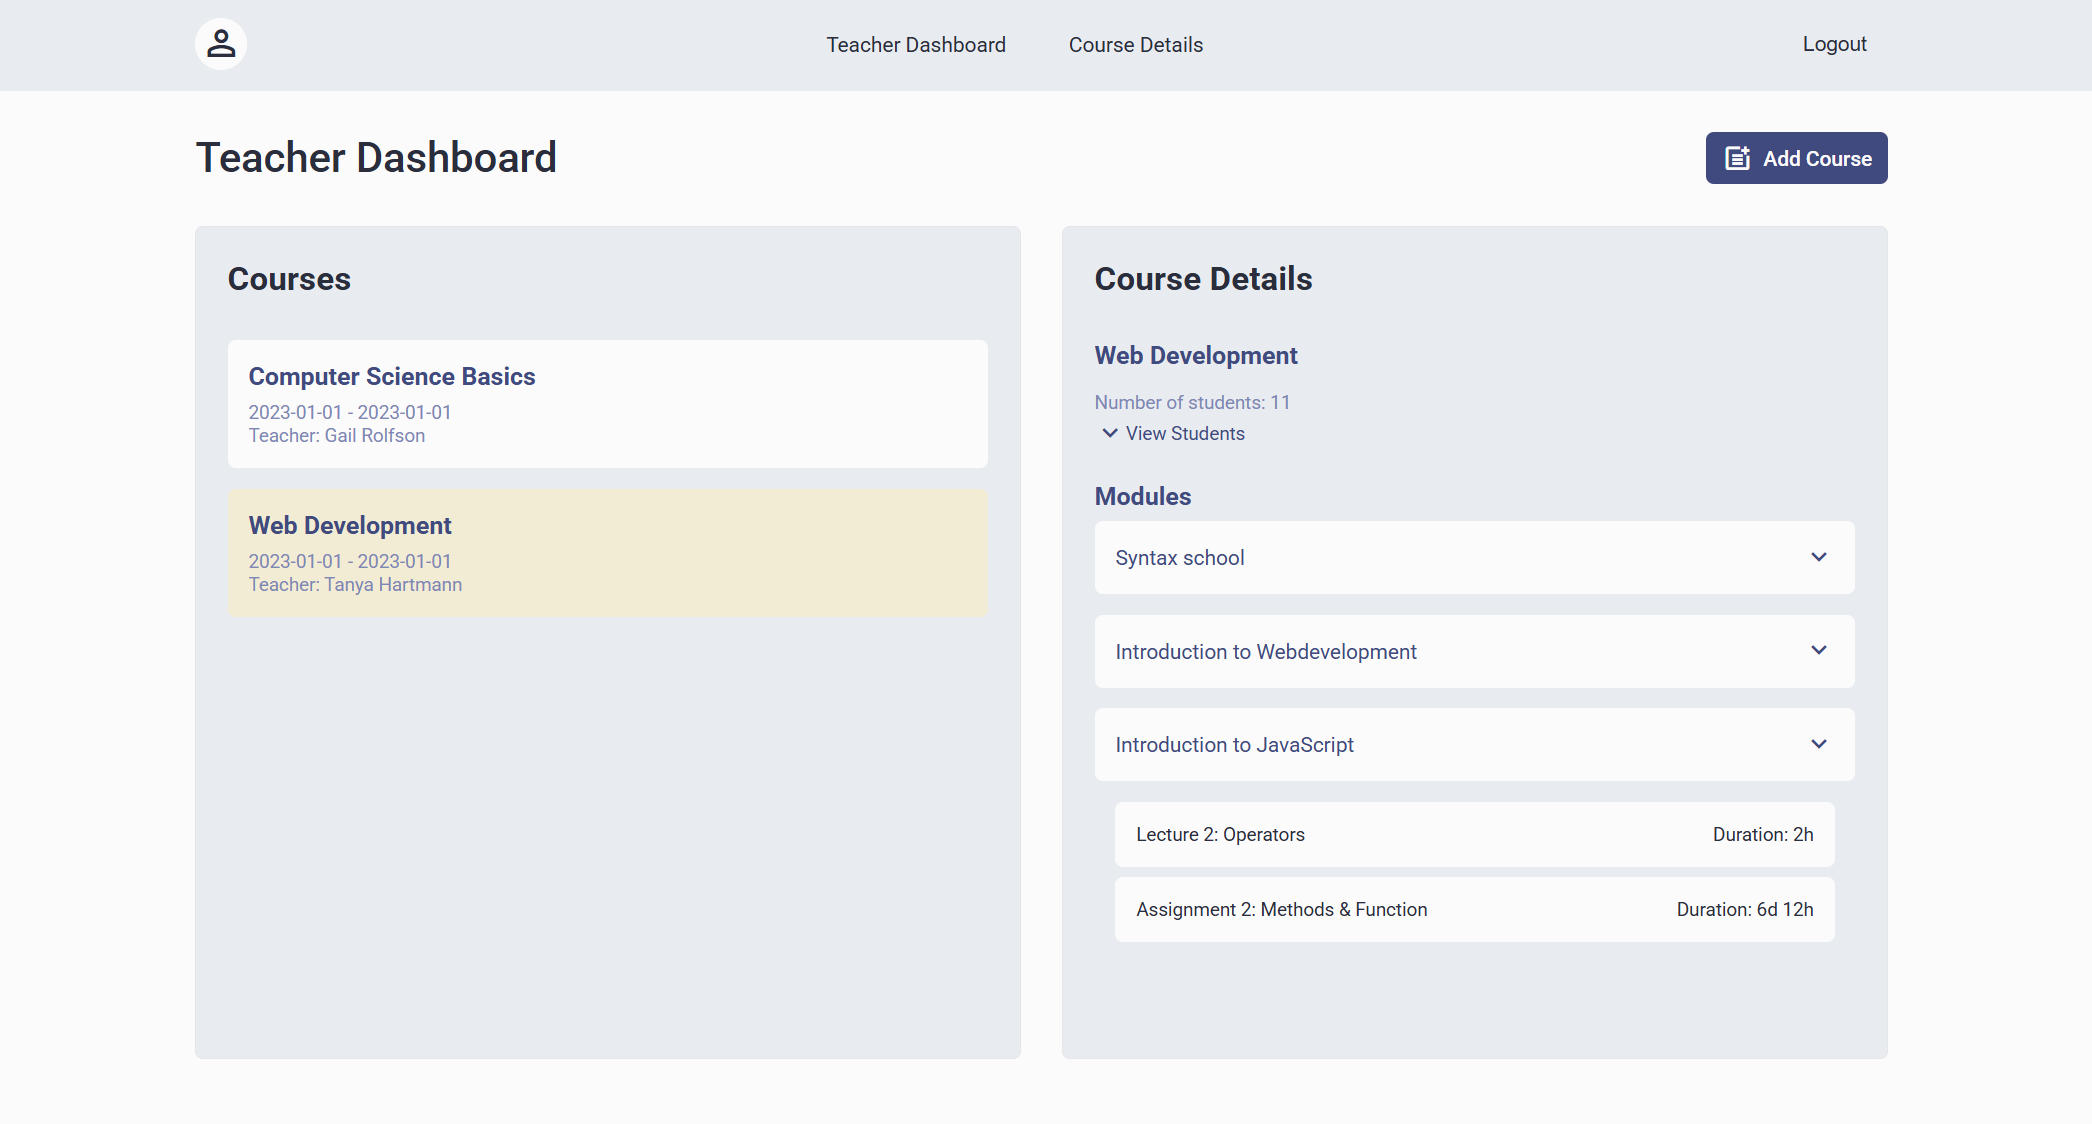 Teacher Dashboard
Course Details
Logout
Teacher Dashboard
Add Course
Courses
Computer Science Basics
2023-01-01 - 2023-01-01
Teacher: Gail Rolfson
Web Development
2023-01-01 - 2023-01-01
Teacher: Tanya Hartmann
Course Details
Web Development
Number of students: 11
View Students
Modules
Syntax school
Introduction to Webdevelopment
Introduction to JavaScript
Lecture 2: Operators Duration: 2h
Assignment 2: Methods & Function Duration: 6d 12h